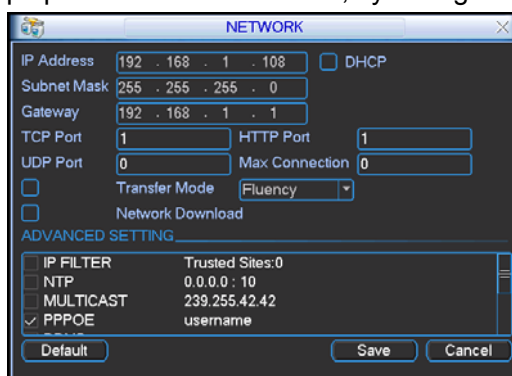 NETWORK
IP Address 192 . 168 . 1 . 108 DHCP
Subnet Mask 255 . 255 . 255 . 0
Gateway 192 . 168 . 1 . 1
TCP Port 1 HTTP Port 1
UDP Port 0 Max Connection 0
Transfer Mode Fluency
Network Download
ADVANCED SETTING
IP FILTER Trusted Sites:0
NTP 0.0.0.0 : 10
MULTICAST 239.255.42.42
PPPOE username
Default Save Cancel